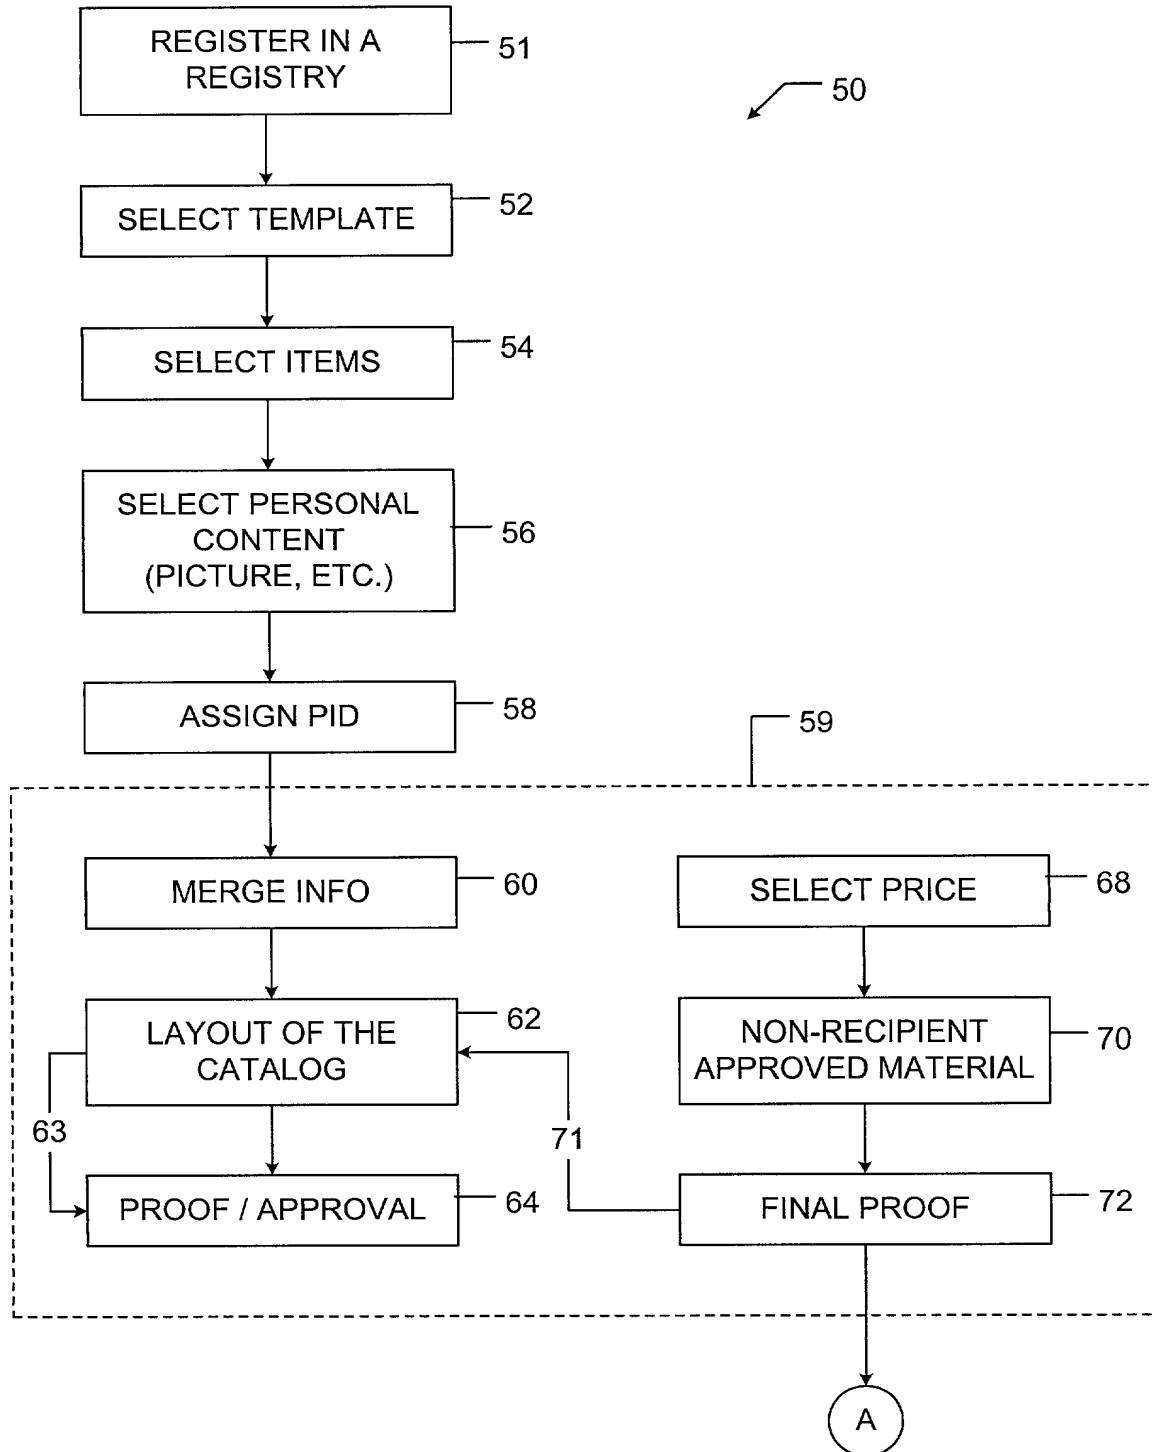 REGISTER IN A
REGISTRY
51
50
SELECT TEMPLATE
52
SELECT ITEMS
54
SELECT PERSONAL
CONTENT
(PICTURE, ETC.)
56
ASSIGN PID
58
59
MERGE INFO
60
LAYOUT OF THE
CATALOG
62
63
PROOF / APPROVAL
64
SELECT PRICE
68
NON-RECIPIENT
APPROVED MATERIAL
70
71
FINAL PROOF
72
A